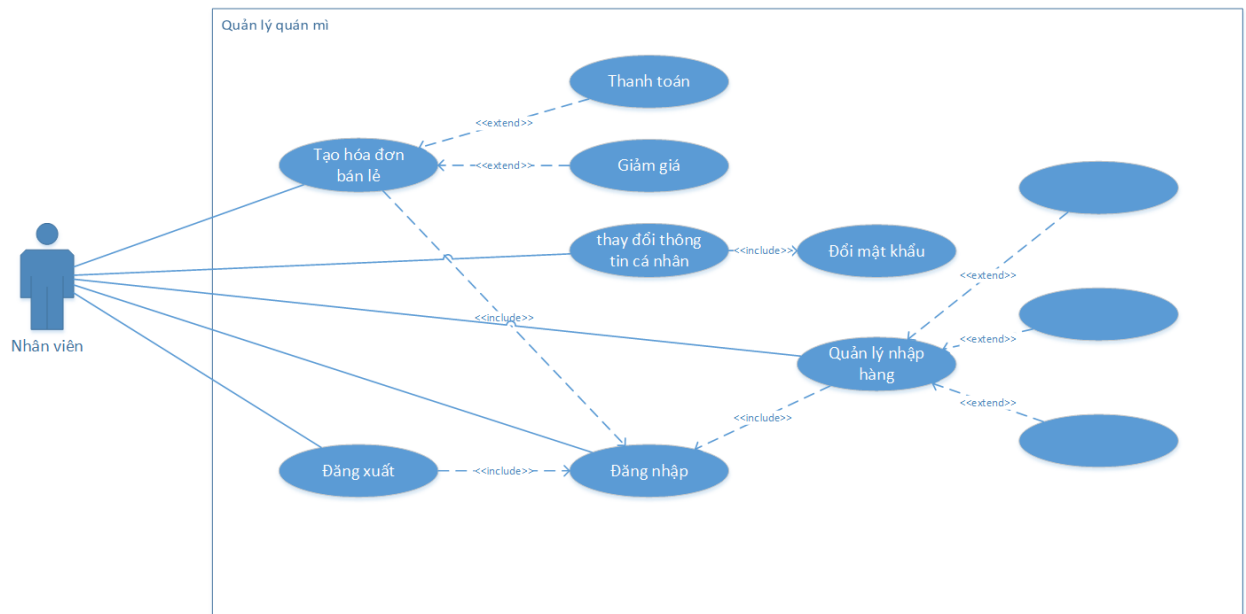 Quản lý quán mì
Thanh toán
<<extend>>
Tạo hóa đơn
bán lẻ
<<extend>>
Giảm giá
thay đổi thông
tin cá nhân
<<include>>
Đổi mật khẩu
<<extend>>
Nhân viên
<<include>>
Quản lý nhập
hàng
<<extend>>
<<extend>>
<<include>>
Đăng xuất
<<include>>
Đăng nhập